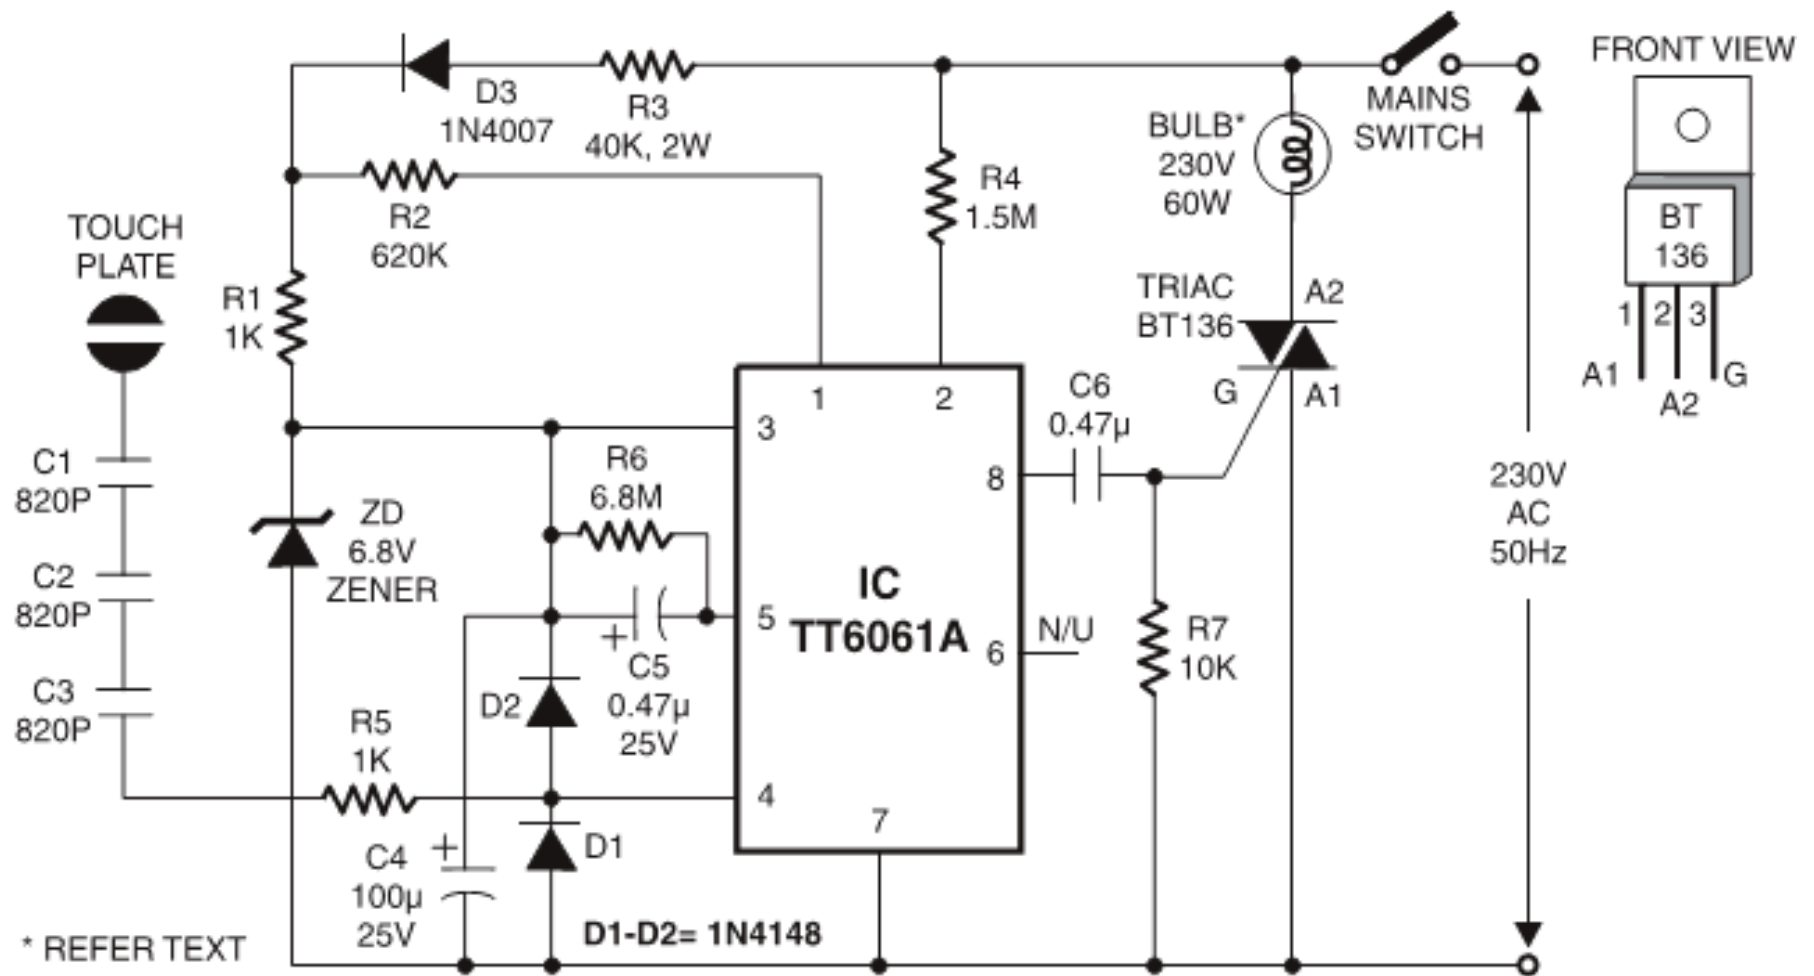 FRONT VIEW
D3
1N4007
R3
40K, 2W
MAINS
SWITCH
BULB*
230V
60W
R4
1.5M
R2
620K
TOUCH
PLATE
R1
1K
BT
136
1 2 3
A1
A2
G
TRIAC
BT136
A2
G
A1
1
2
3
C6
0.47µ
8
R6
6.8M
C1
820P
ZD
6.8V
ZENER
230V
AC
50Hz
C2
820P
IC
TT6061A
5
+
C5
0.47µ
25V
N/U
6
R7
10K
C3
820P
D2
R5
1K
4
7
+
C4
100µ
25V
D1
D1-D2= 1N4148
* REFER TEXT